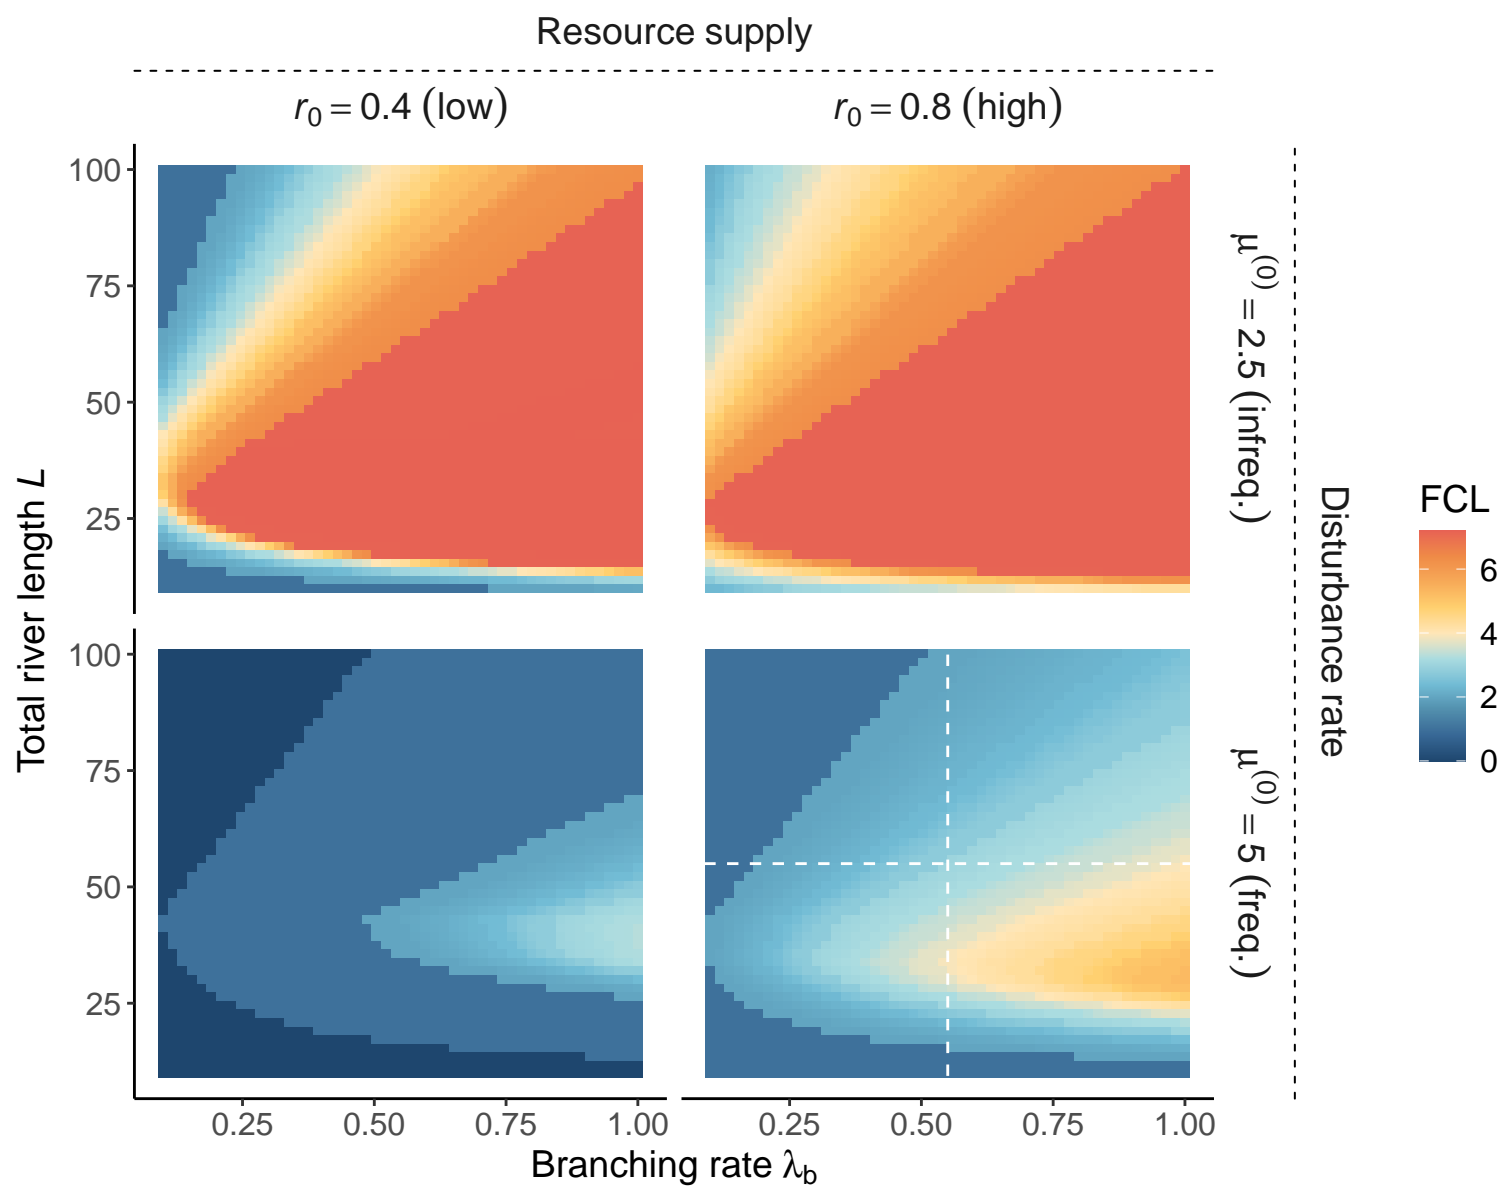 Resource supply
r₀ = 0.4 (low)
r₀ = 0.8 (high)
100
75
50
25
100
75
50
25
Total river length L
0.25 0.50 0.75 1.00
0.25 0.50 0.75 1.00
Branching rate λb
μ⁽⁰⁾ = 2.5 (infreq.)
μ⁽⁰⁾ = 5 (freq.)
Disturbance rate
FCL
6
4
2
0